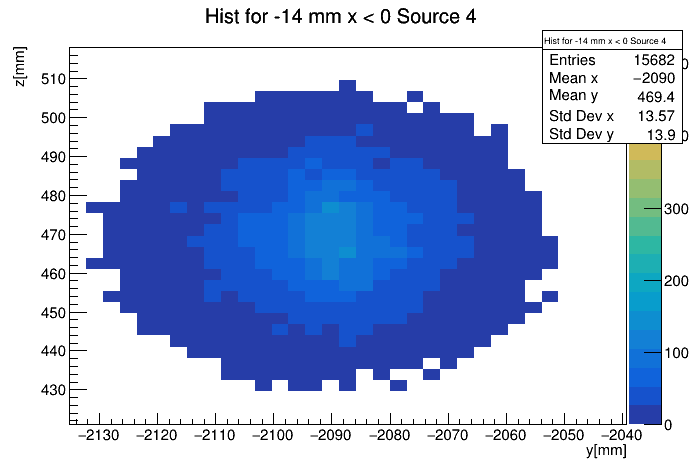 Hist for -14 mm x < 0 Source 4
z[mm]
Hist for -14 mm x < 0 Source 4
Entries 15682
Mean x −2090
Mean y 469.4
Std Dev x 13.57
Std Dev y 13.9
510
500
490
480
470
460
450
440
430
0
0
300
200
100
0
−2130 −2120 −2110 −2100 −2090 −2080 −2070 −2060 −2050 −2040
y[mm]